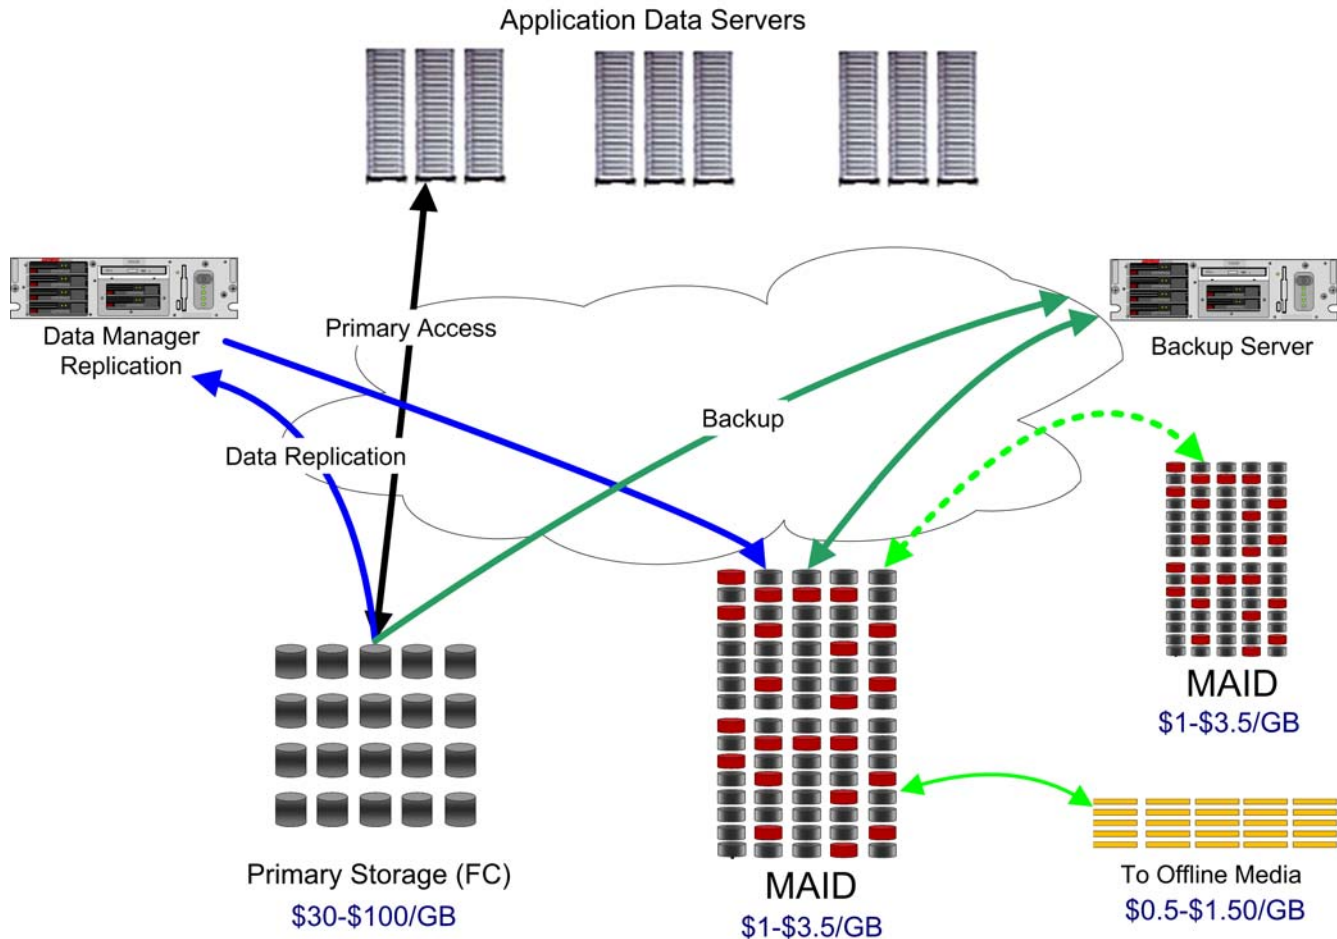 Application Data Servers
Primary Access
Data Manager
Replication
Backup Server
Backup
Data Replication
MAID
$1-$3.5/GB
Primary Storage (FC)
$30-$100/GB
MAID
$1-$3.5/GB
To Offline Media
$0.5-$1.50/GB